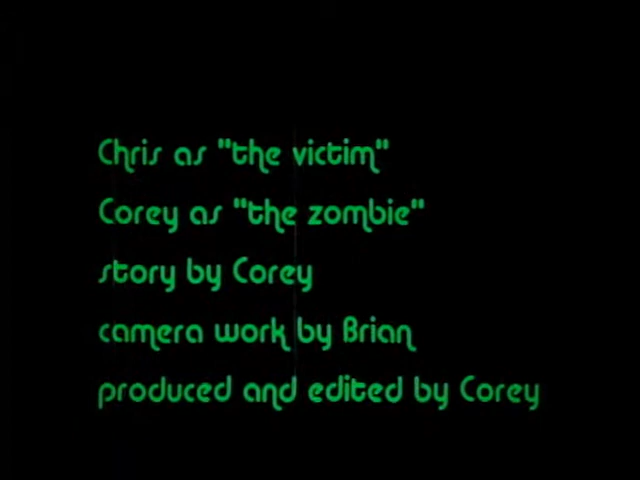 Chris as "the victim"
Corey as "the zombie"
story by Corey
camera work by Brian
produced and edited by Corey